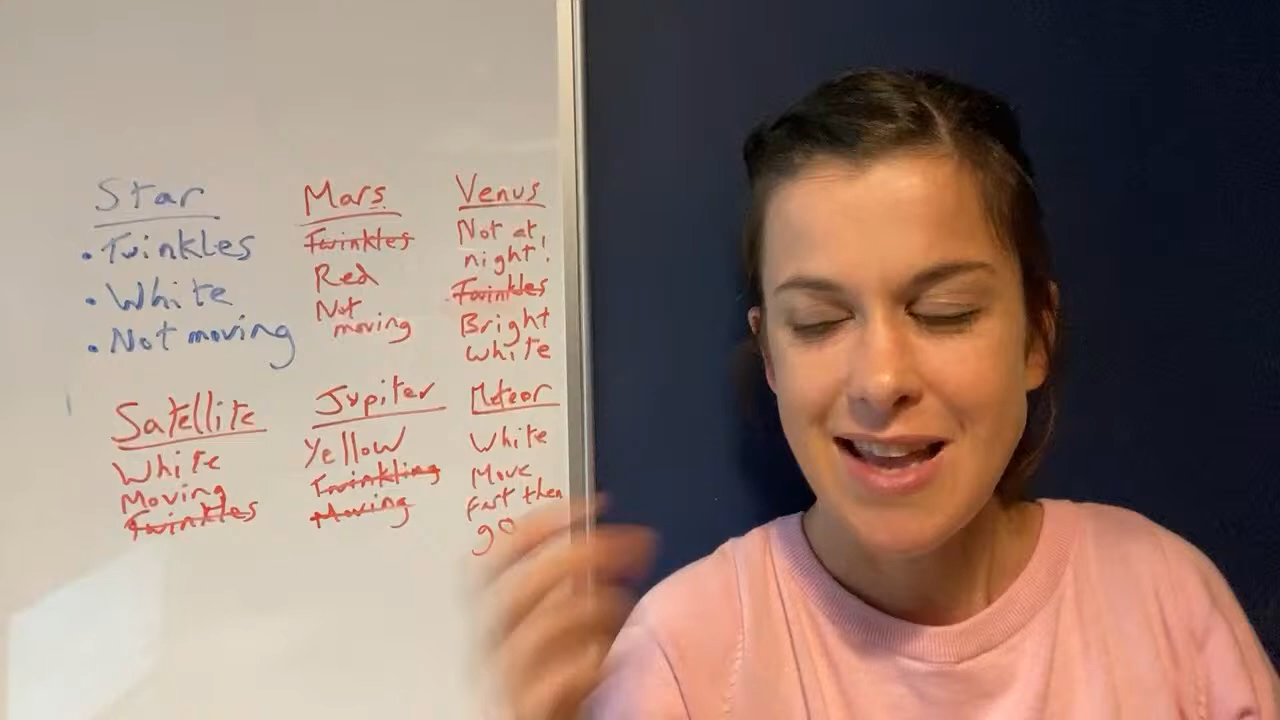 Star
• Twinkles
• White
• Not moving
Mars
Twinkles
Red
Not
moving
Venus
Not at
night!
Twinkles
Bright
white
Satellite
White
Moving
Twinkles
Jupiter
Yellow
Twinkling
Moving
Meteor
White
Move
fast then
go